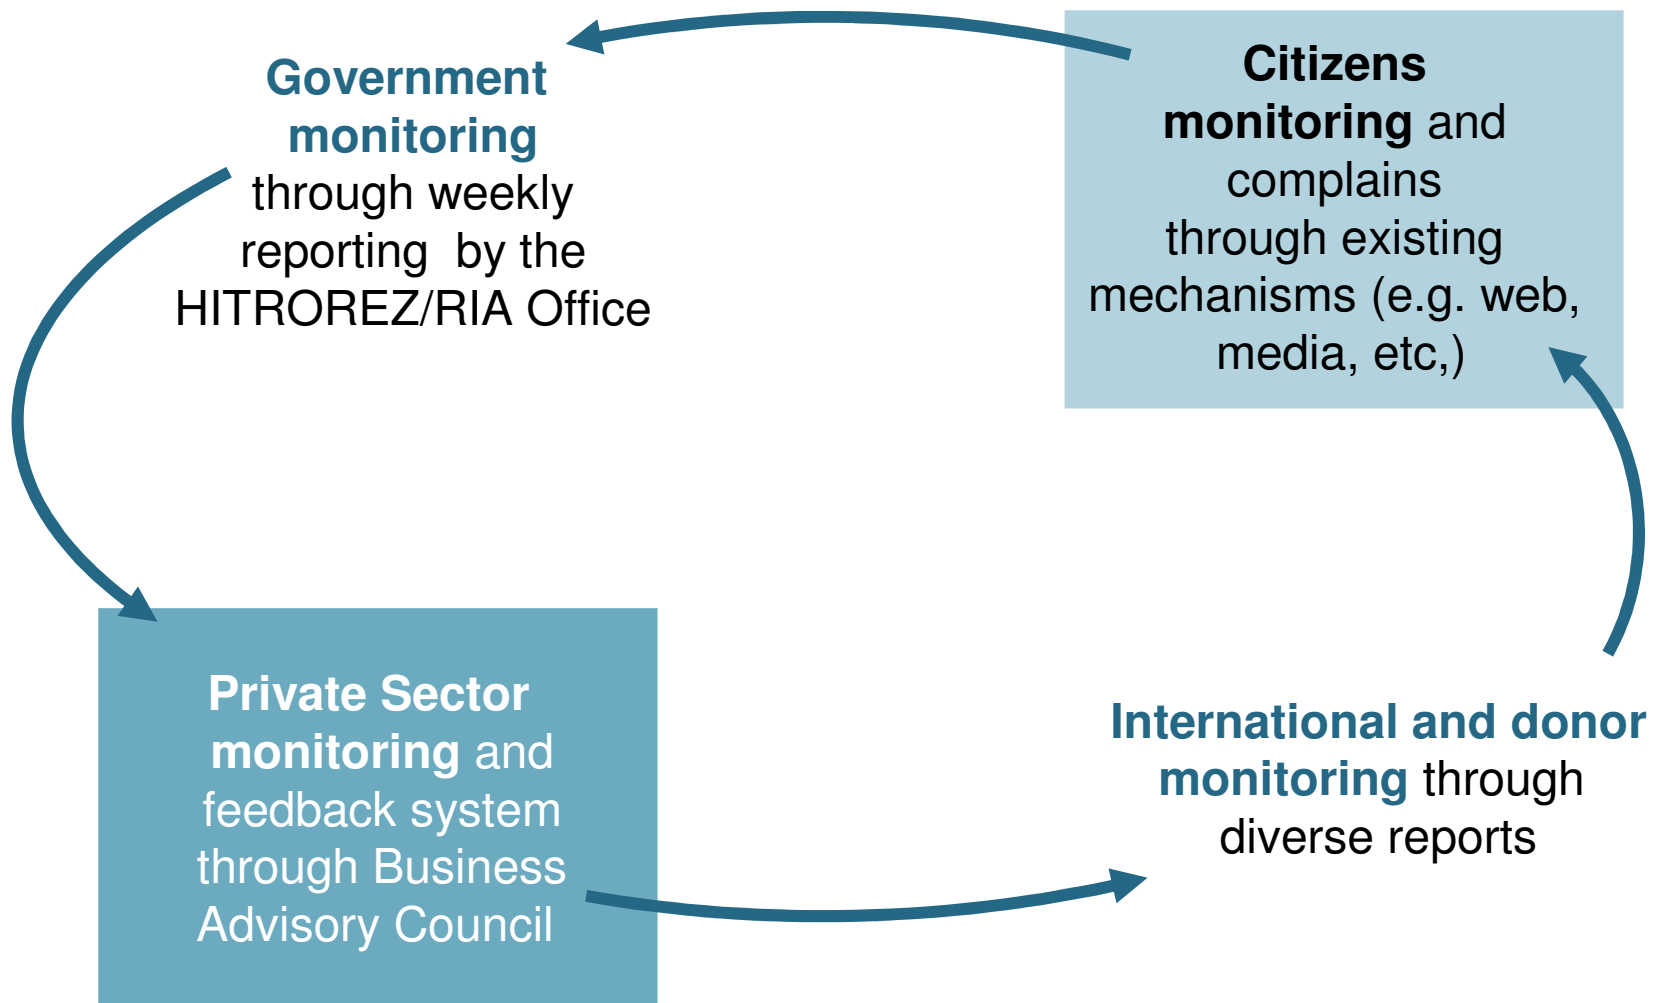 Government
monitoring
through weekly
reporting by the
HITROREZ/RIA Office
Citizens
monitoring and
complains
through existing
mechanisms (e.g. web,
media, etc,)
Private Sector
monitoring and
feedback system
through Business
Advisory Council
International and donor
monitoring through
diverse reports